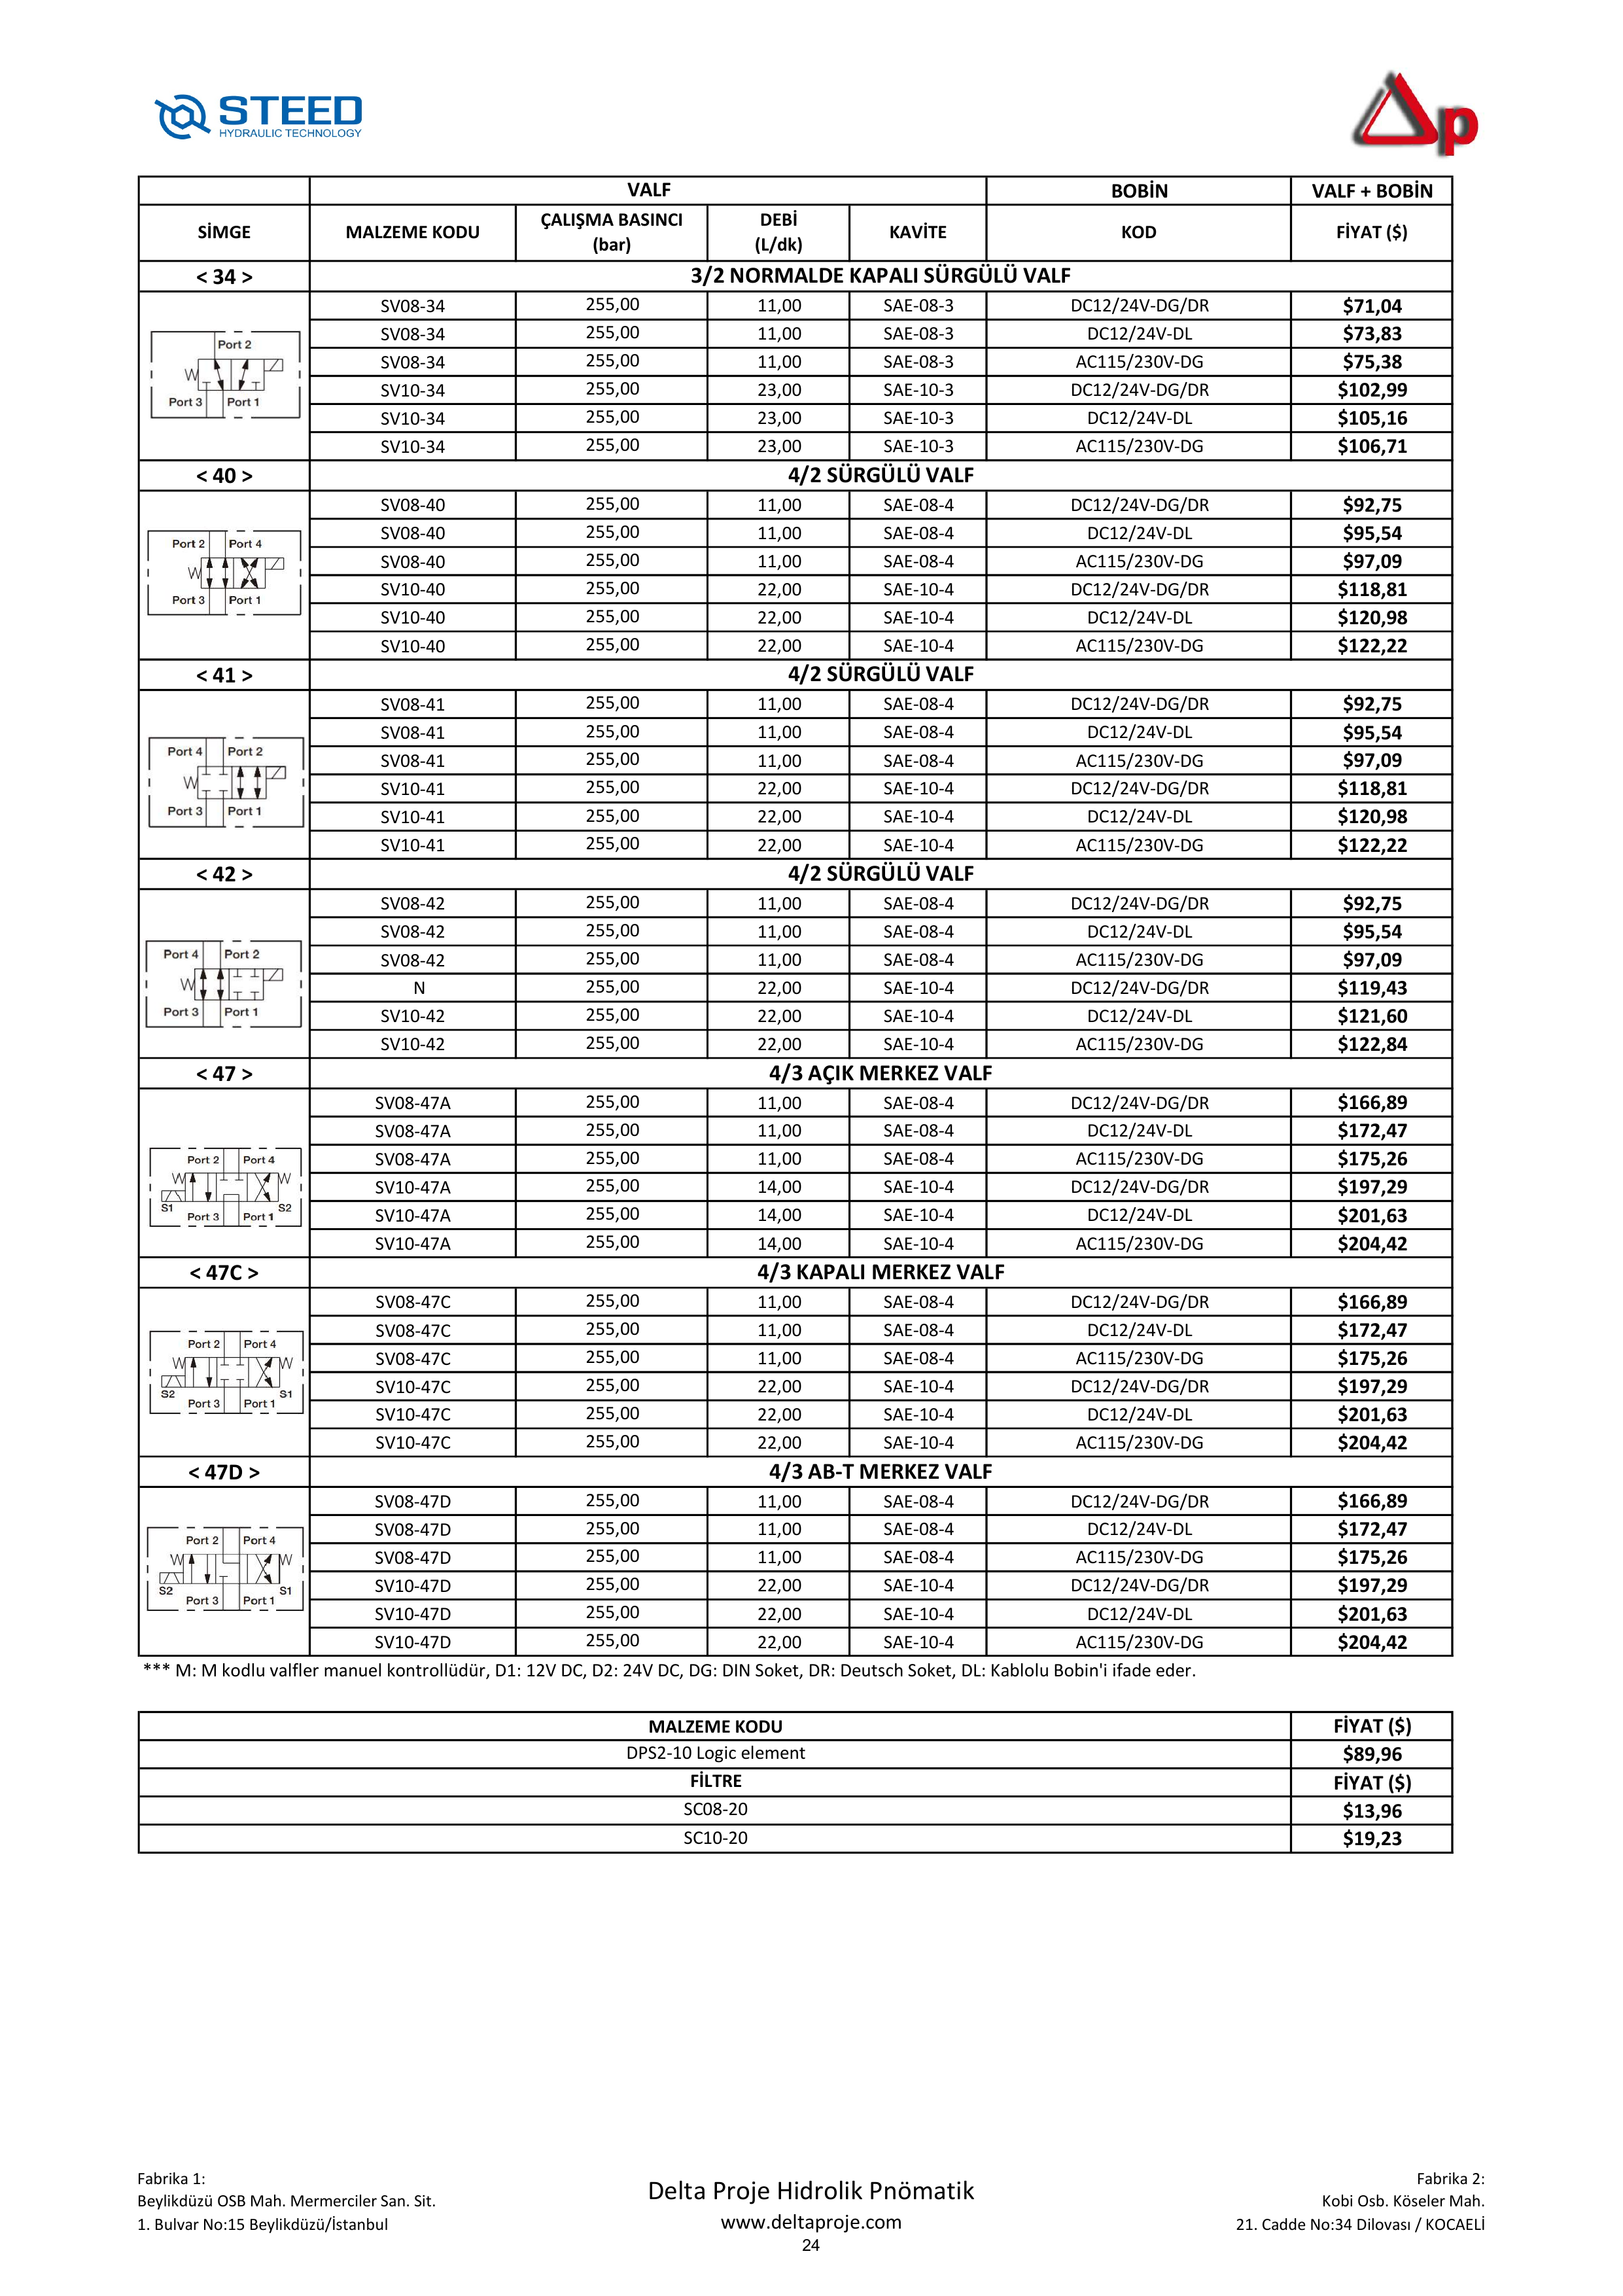 STEED
HYDRAULIC TECHNOLOGY
p
VALF BOBİN VALF + BOBİN
SİMGE MALZEME KODU ÇALIŞMA BASINCI (bar) DEBİ (L/dk) KAVİTE KOD FİYAT ($)
< 34 > 3/2 NORMALDE KAPALI SÜRGÜLÜ VALF
Port 2
Port 3 Port 1
SV08-34 255,00 11,00 SAE-08-3 DC12/24V-DG/DR $71,04
SV08-34 255,00 11,00 SAE-08-3 DC12/24V-DL $73,83
SV08-34 255,00 11,00 SAE-08-3 AC115/230V-DG $75,38
SV10-34 255,00 23,00 SAE-10-3 DC12/24V-DG/DR $102,99
SV10-34 255,00 23,00 SAE-10-3 DC12/24V-DL $105,16
SV10-34 255,00 23,00 SAE-10-3 AC115/230V-DG $106,71
< 40 > 4/2 SÜRGÜLÜ VALF
Port 2 Port 4
Port 3 Port 1
SV08-40 255,00 11,00 SAE-08-4 DC12/24V-DG/DR $92,75
SV08-40 255,00 11,00 SAE-08-4 DC12/24V-DL $95,54
SV08-40 255,00 11,00 SAE-08-4 AC115/230V-DG $97,09
SV10-40 255,00 22,00 SAE-10-4 DC12/24V-DG/DR $118,81
SV10-40 255,00 22,00 SAE-10-4 DC12/24V-DL $120,98
SV10-40 255,00 22,00 SAE-10-4 AC115/230V-DG $122,22
< 41 > 4/2 SÜRGÜLÜ VALF
Port 4 Port 2
Port 3 Port 1
SV08-41 255,00 11,00 SAE-08-4 DC12/24V-DG/DR $92,75
SV08-41 255,00 11,00 SAE-08-4 DC12/24V-DL $95,54
SV08-41 255,00 11,00 SAE-08-4 AC115/230V-DG $97,09
SV10-41 255,00 22,00 SAE-10-4 DC12/24V-DG/DR $118,81
SV10-41 255,00 22,00 SAE-10-4 DC12/24V-DL $120,98
SV10-41 255,00 22,00 SAE-10-4 AC115/230V-DG $122,22
< 42 > 4/2 SÜRGÜLÜ VALF
Port 4 Port 2
Port 3 Port 1
SV08-42 255,00 11,00 SAE-08-4 DC12/24V-DG/DR $92,75
SV08-42 255,00 11,00 SAE-08-4 DC12/24V-DL $95,54
SV08-42 255,00 11,00 SAE-08-4 AC115/230V-DG $97,09
N 255,00 22,00 SAE-10-4 DC12/24V-DG/DR $119,43
SV10-42 255,00 22,00 SAE-10-4 DC12/24V-DL $121,60
SV10-42 255,00 22,00 SAE-10-4 AC115/230V-DG $122,84
< 47 > 4/3 AÇIK MERKEZ VALF
Port 2 Port 4
S1 S2
Port 3 Port 1
SV08-47A 255,00 11,00 SAE-08-4 DC12/24V-DG/DR $166,89
SV08-47A 255,00 11,00 SAE-08-4 DC12/24V-DL $172,47
SV08-47A 255,00 11,00 SAE-08-4 AC115/230V-DG $175,26
SV10-47A 255,00 14,00 SAE-10-4 DC12/24V-DG/DR $197,29
SV10-47A 255,00 14,00 SAE-10-4 DC12/24V-DL $201,63
SV10-47A 255,00 14,00 SAE-10-4 AC115/230V-DG $204,42
< 47C > 4/3 KAPALI MERKEZ VALF
Port 2 Port 4
S2 S1
Port 3 Port 1
SV08-47C 255,00 11,00 SAE-08-4 DC12/24V-DG/DR $166,89
SV08-47C 255,00 11,00 SAE-08-4 DC12/24V-DL $172,47
SV08-47C 255,00 11,00 SAE-08-4 AC115/230V-DG $175,26
SV10-47C 255,00 22,00 SAE-10-4 DC12/24V-DG/DR $197,29
SV10-47C 255,00 22,00 SAE-10-4 DC12/24V-DL $201,63
SV10-47C 255,00 22,00 SAE-10-4 AC115/230V-DG $204,42
< 47D > 4/3 AB-T MERKEZ VALF
Port 2 Port 4
S2 S1
Port 3 Port 1
SV08-47D 255,00 11,00 SAE-08-4 DC12/24V-DG/DR $166,89
SV08-47D 255,00 11,00 SAE-08-4 DC12/24V-DL $172,47
SV08-47D 255,00 11,00 SAE-08-4 AC115/230V-DG $175,26
SV10-47D 255,00 22,00 SAE-10-4 DC12/24V-DG/DR $197,29
SV10-47D 255,00 22,00 SAE-10-4 DC12/24V-DL $201,63
SV10-47D 255,00 22,00 SAE-10-4 AC115/230V-DG $204,42
*** M: M kodlu valfler manuel kontrollüdür, D1: 12V DC, D2: 24V DC, DG: DIN Soket, DR: Deutsch Soket, DL: Kablolu Bobin'i ifade eder.
MALZEME KODU FİYAT ($)
DPS2-10 Logic element $89,96
FİLTRE FİYAT ($)
SC08-20 $13,96
SC10-20 $19,23
Fabrika 1:
Beylikdüzü OSB Mah. Mermerciler San. Sit.
1. Bulvar No:15 Beylikdüzü/İstanbul
Delta Proje Hidrolik Pnömatik
www.deltaproje.com
24
Fabrika 2:
Kobi Osb. Köseler Mah.
21. Cadde No:34 Dilovası / KOCAELİ